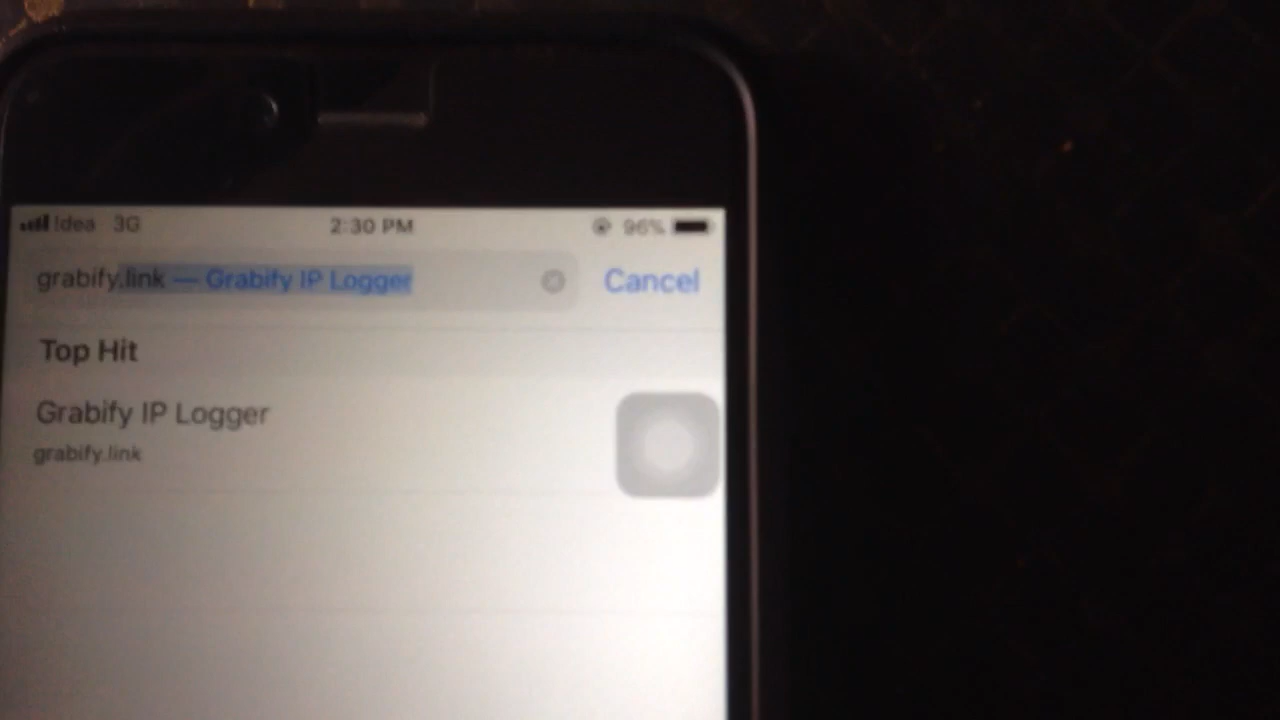 Idea 3G 2:30 PM 96%
grabify.link — Grabify IP Logger Cancel
Top Hit
Grabify IP Logger
grabify.link